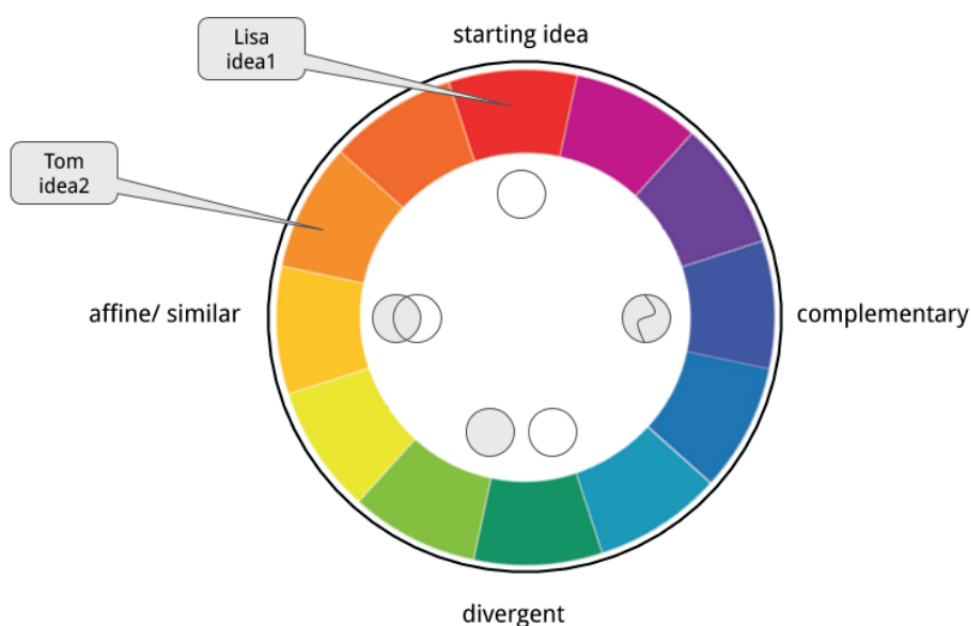 Lisa
idea1
starting idea
Tom
idea2
affine/ similar
complementary
divergent